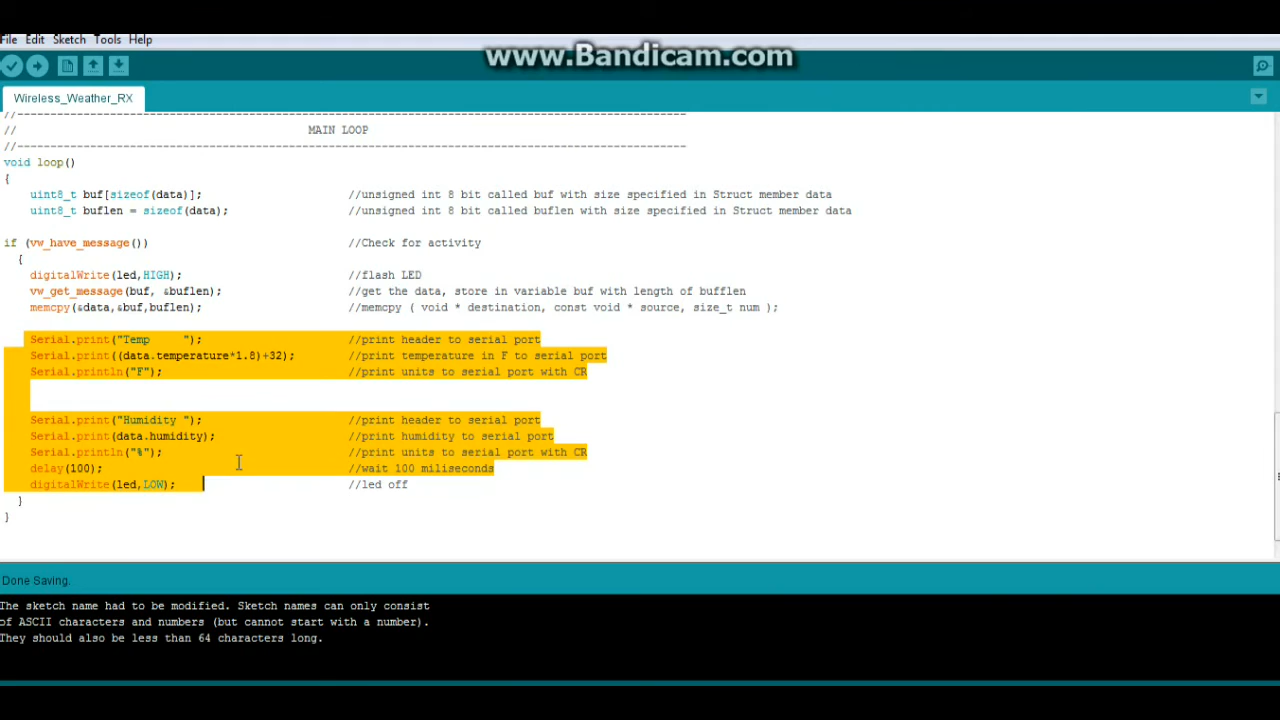 File Edit Sketch Tools Help
www.Bandicam.com
Wireless_Weather_RX
//---------------------------------------------------------------------------------------------------
// MAIN LOOP
//---------------------------------------------------------------------------------------------------
void loop()
{
uint8_t buf[sizeof(data)]; //unsigned int 8 bit called buf with size specified in Struct member data
uint8_t buflen = sizeof(data); //unsigned int 8 bit called buflen with size specified in Struct member data
if (vw_have_message()) //Check for activity
{
digitalWrite(led,HIGH); //flash LED
vw_get_message(buf, &buflen); //get the data, store in variable buf with length of bufflen
memcpy(&data,&buf,buflen); //memcpy ( void * destination, const void * source, size_t num );
Serial.print("Temp     "); //print header to serial port
Serial.print((data.temperature*1.8)+32); //print temperature in F to serial port
Serial.println("F"); //print units to serial port with CR
Serial.print("Humidity "); //print header to serial port
Serial.print(data.humidity); //print humidity to serial port
Serial.println("%"); //print units to serial port with CR
delay(100); //wait 100 miliseconds
digitalWrite(led,LOW); //led off
}
}
Done Saving.
The sketch name had to be modified. Sketch names can only consist
of ASCII characters and numbers (but cannot start with a number).
They should also be less than 64 characters long.